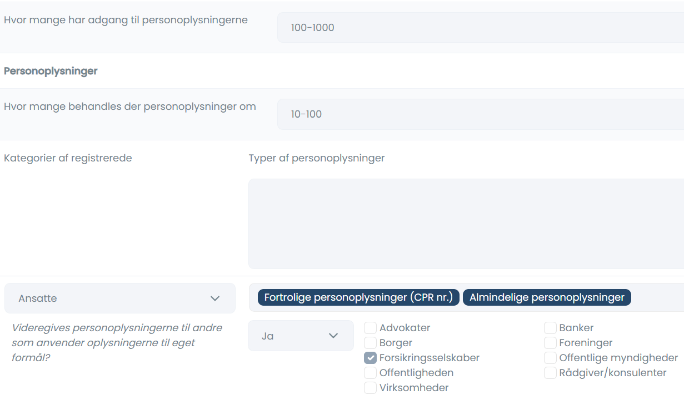 Hvor mange har adgang til personoplysningerne
100-1000
Personoplysninger
Hvor mange behandles der personoplysninger om
10-100
Kategorier af registrerede
Typer af personoplysninger
Ansatte
Fortrolige personoplysninger (CPR nr.) Almindelige personoplysninger
Videregives personoplysningerne til andre
som anvender oplysningerne til eget
formål?
Ja
Advokater
Borger
Forsikringsselskaber
Offentligheden
Virksomheder
Banker
Foreninger
Offentlige myndigheder
Rådgiver/konsulenter